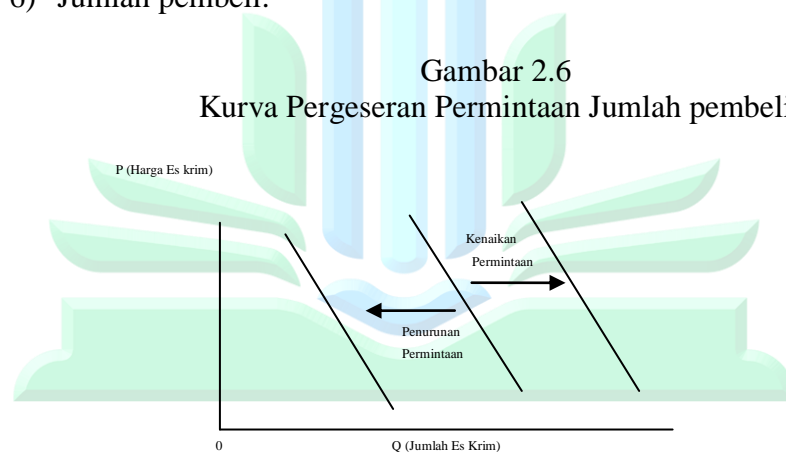 6) Jumlah pembeli.
Gambar 2.6
Kurva Pergeseran Permintaan Jumlah pembeli
P (Harga Es krim)
Kenaikan
Permintaan
Penurunan
Permintaan
0
Q (Jumlah Es Krim)